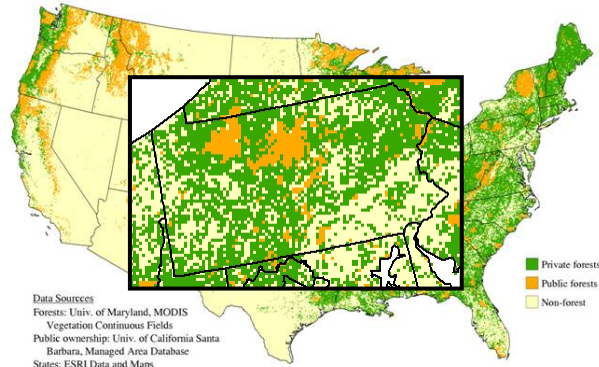 Private forests
Public forests
Non-forest
Data Sourcces
Forests: Univ. of Maryland, MODIS
Vegetation Continuous Fields
Public ownership: Univ. of California Santa
Barbara, Managed Area Database
States: ESRI Data and Maps